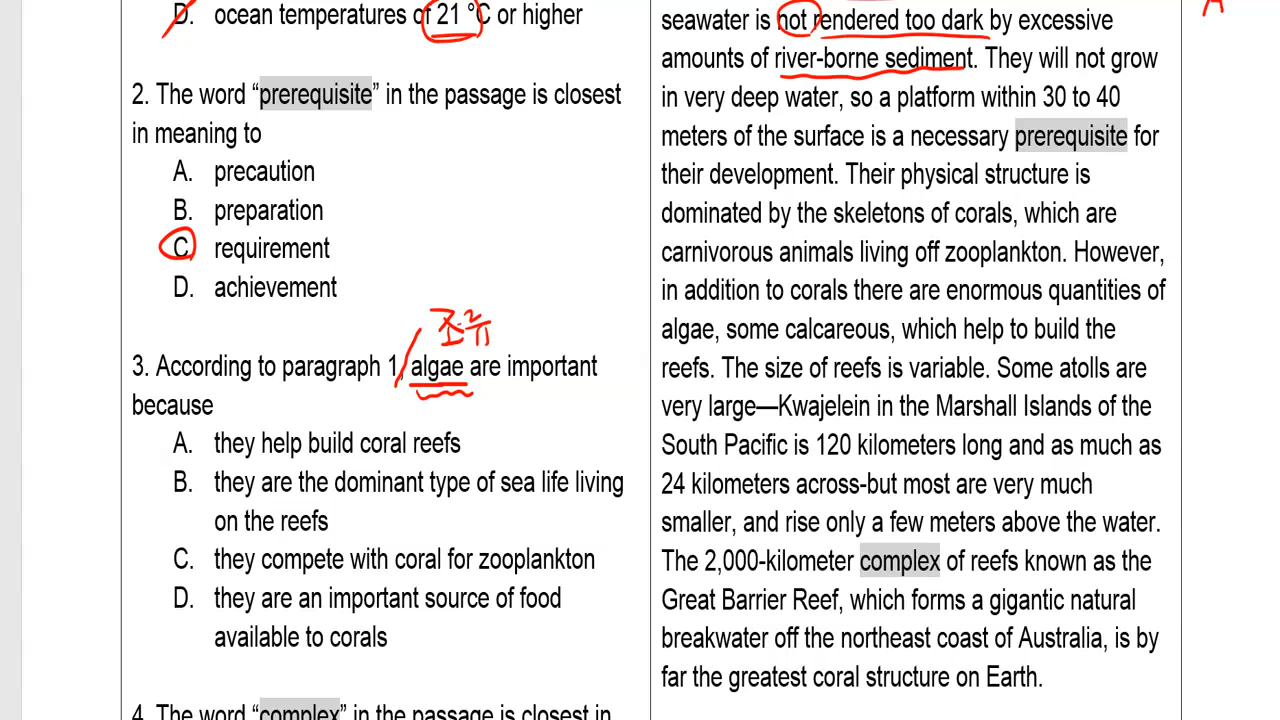 D. ocean temperatures of 21 °C or higher
2. The word “prerequisite” in the passage is closest
in meaning to
A. precaution
B. preparation
C requirement
D. achievement
조류
3. According to paragraph 1, algae are important
because
A. they help build coral reefs
B. they are the dominant type of sea life living
on the reefs
C. they compete with coral for zooplankton
D. they are an important source of food
available to corals
4. The word “complex” in the passage is closest in
seawater is not rendered too dark by excessive
amounts of river-borne sediment. They will not grow
in very deep water, so a platform within 30 to 40
meters of the surface is a necessary prerequisite for
their development. Their physical structure is
dominated by the skeletons of corals, which are
carnivorous animals living off zooplankton. However,
in addition to corals there are enormous quantities of
algae, some calcareous, which help to build the
reefs. The size of reefs is variable. Some atolls are
very large—Kwajelein in the Marshall Islands of the
South Pacific is 120 kilometers long and as much as
24 kilometers across-but most are very much
smaller, and rise only a few meters above the water.
The 2,000-kilometer complex of reefs known as the
Great Barrier Reef, which forms a gigantic natural
breakwater off the northeast coast of Australia, is by
far the greatest coral structure on Earth.